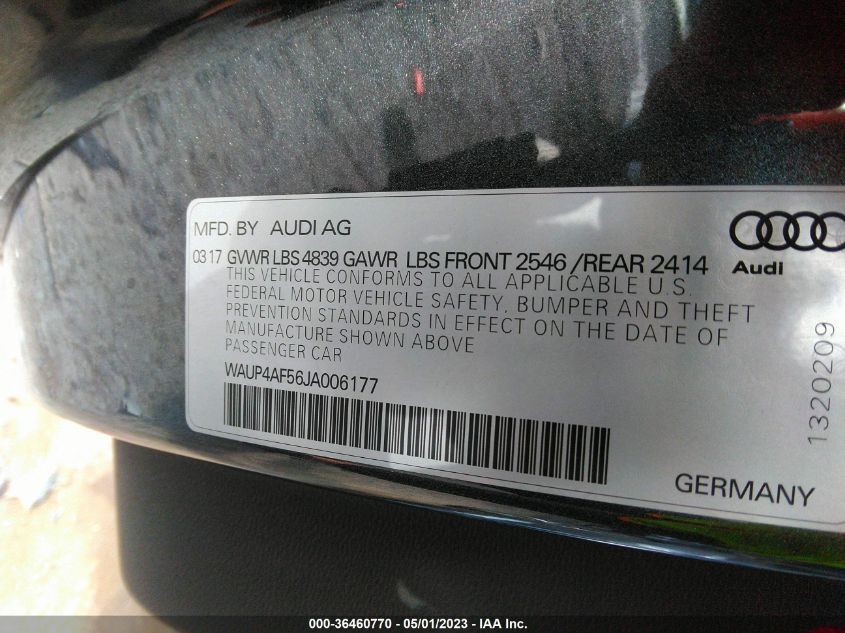 MFD. BY AUDI AG
0317 GVWR LBS 4839 GAWR LBS FRONT 2546 /REAR 2414
THIS VEHICLE CONFORMS TO ALL APPLICABLE U.S.
FEDERAL MOTOR VEHICLE SAFETY, BUMPER AND THEFT
PREVENTION STANDARDS IN EFFECT ON THE DATE OF
MANUFACTURE SHOWN ABOVE
PASSENGER CAR
WAUP4AF56JA006177
Audi
1320209
GERMANY
000-36460770 - 05/01/2023 - IAA Inc.